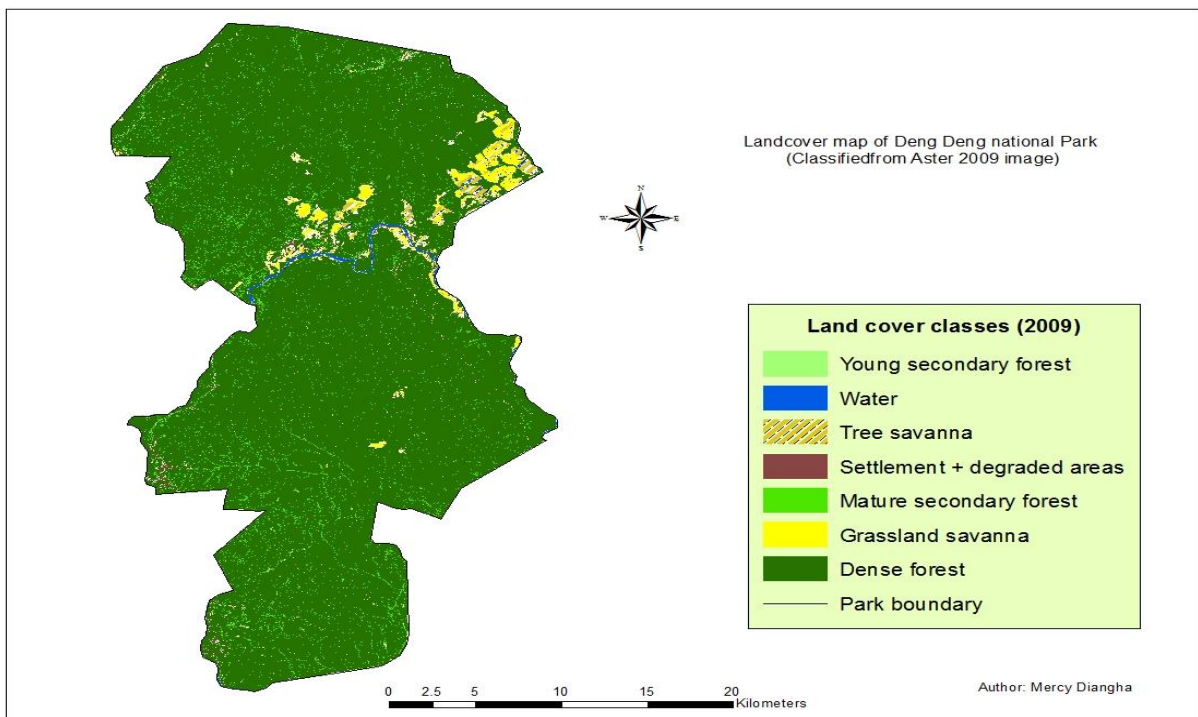 Landcover map of Deng Deng national Park
(Classifiedfrom Aster 2009 image)
N
W
E
S
Land cover classes (2009)
Young secondary forest
Water
Tree savanna
Settlement + degraded areas
Mature secondary forest
Grassland savanna
Dense forest
Park boundary
0 2.5 5 10 15 20
Kilometers
Author: Mercy Diangha